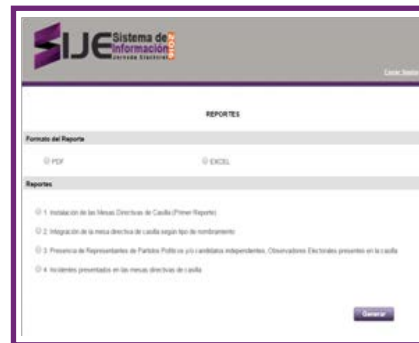 SIJE Sistema de
Información
Jornada Electoral 2016
Cerrar Sesión
REPORTES
Formato del Reporte
PDF EXCEL
Reportes
1. Instalación de las Mesas Directivas de Casilla (Primer Reporte)
2. Integración de la mesa directiva de casilla según tipo de nombramiento
3. Presencia de Representantes de Partidos Políticos y/o candidatos independientes, Observadores Electorales presentes en la casilla
4. Incidentes presentados en las mesas directivas de casilla
Generar